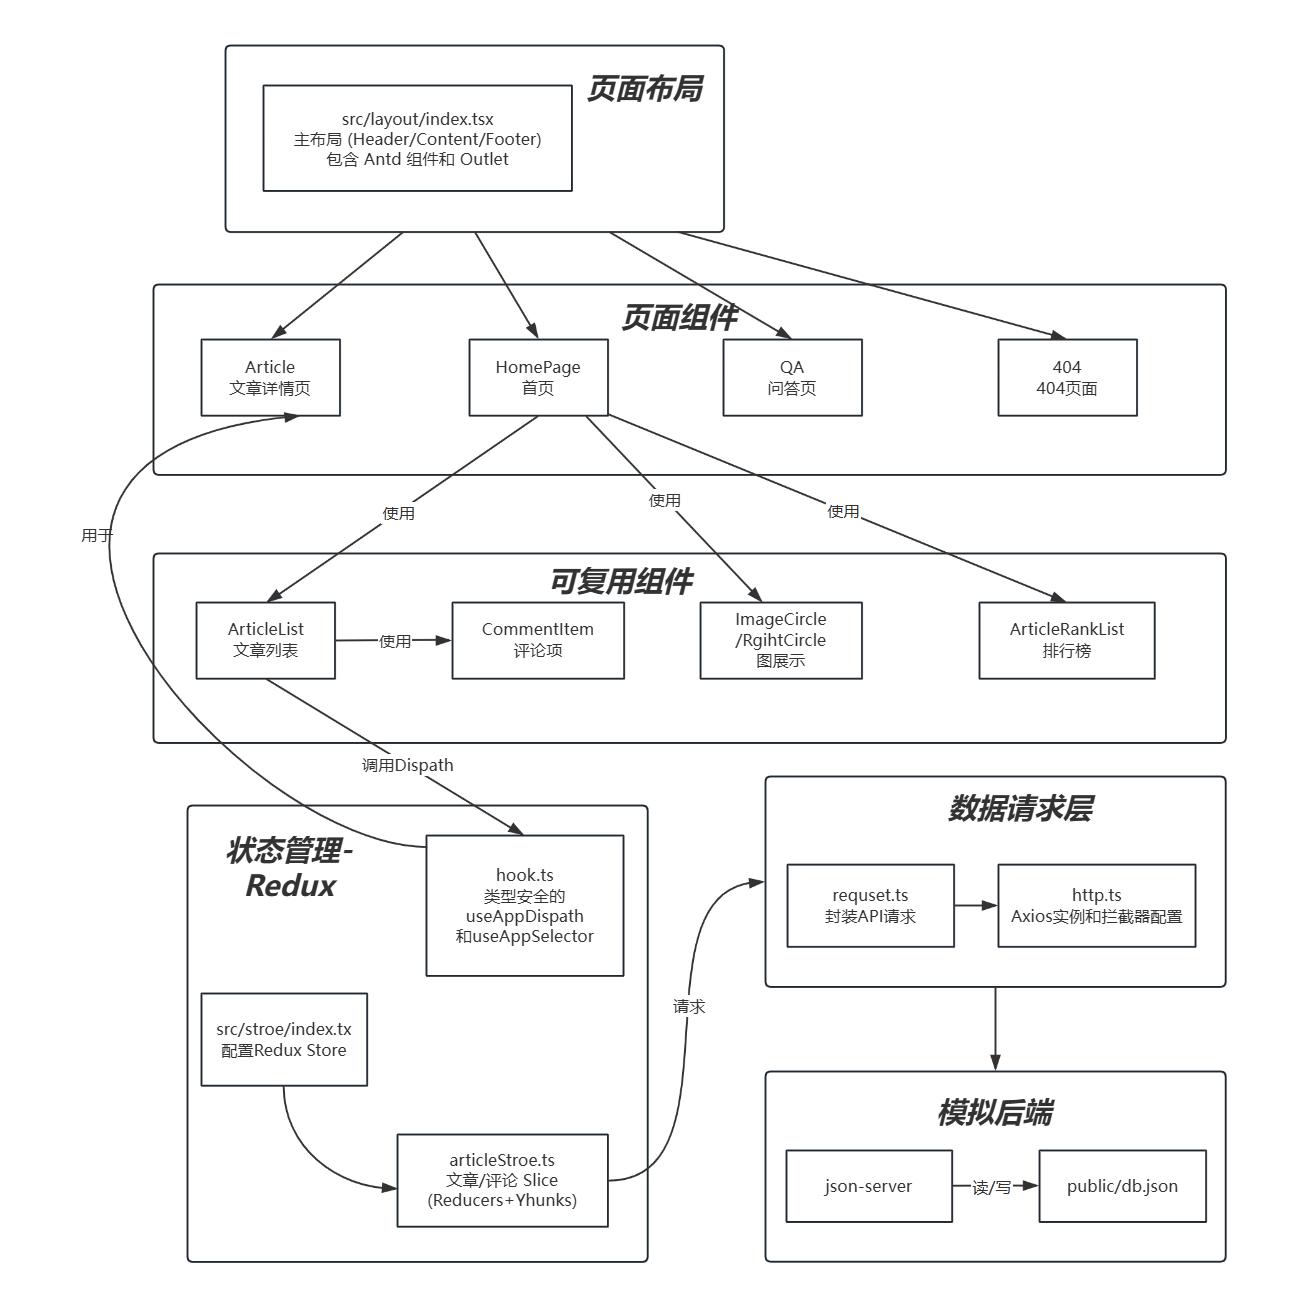 页面布局
src/layout/index.tsx
主布局 (Header/Content/Footer)
包含 Antd 组件和 Outlet
页面组件
Article
文章详情页
HomePage
首页
QA
问答页
404
404页面
使用
使用
使用
用于
可复用组件
ArticleList
文章列表
使用
CommentItem
评论项
ImageCircle
/RgihtCircle
图展示
ArticleRankList
排行榜
调用Dispath
状态管理-
Redux
hook.ts
类型安全的
useAppDispath
和useAppSelector
src/stroe/index.tx
配置Redux Store
articleStroe.ts
文章/评论 Slice
(Reducers+Yhunks)
请求
数据请求层
requset.ts
封装API请求
http.ts
Axios实例和拦截器配置
模拟后端
json-server
读/写
public/db.json